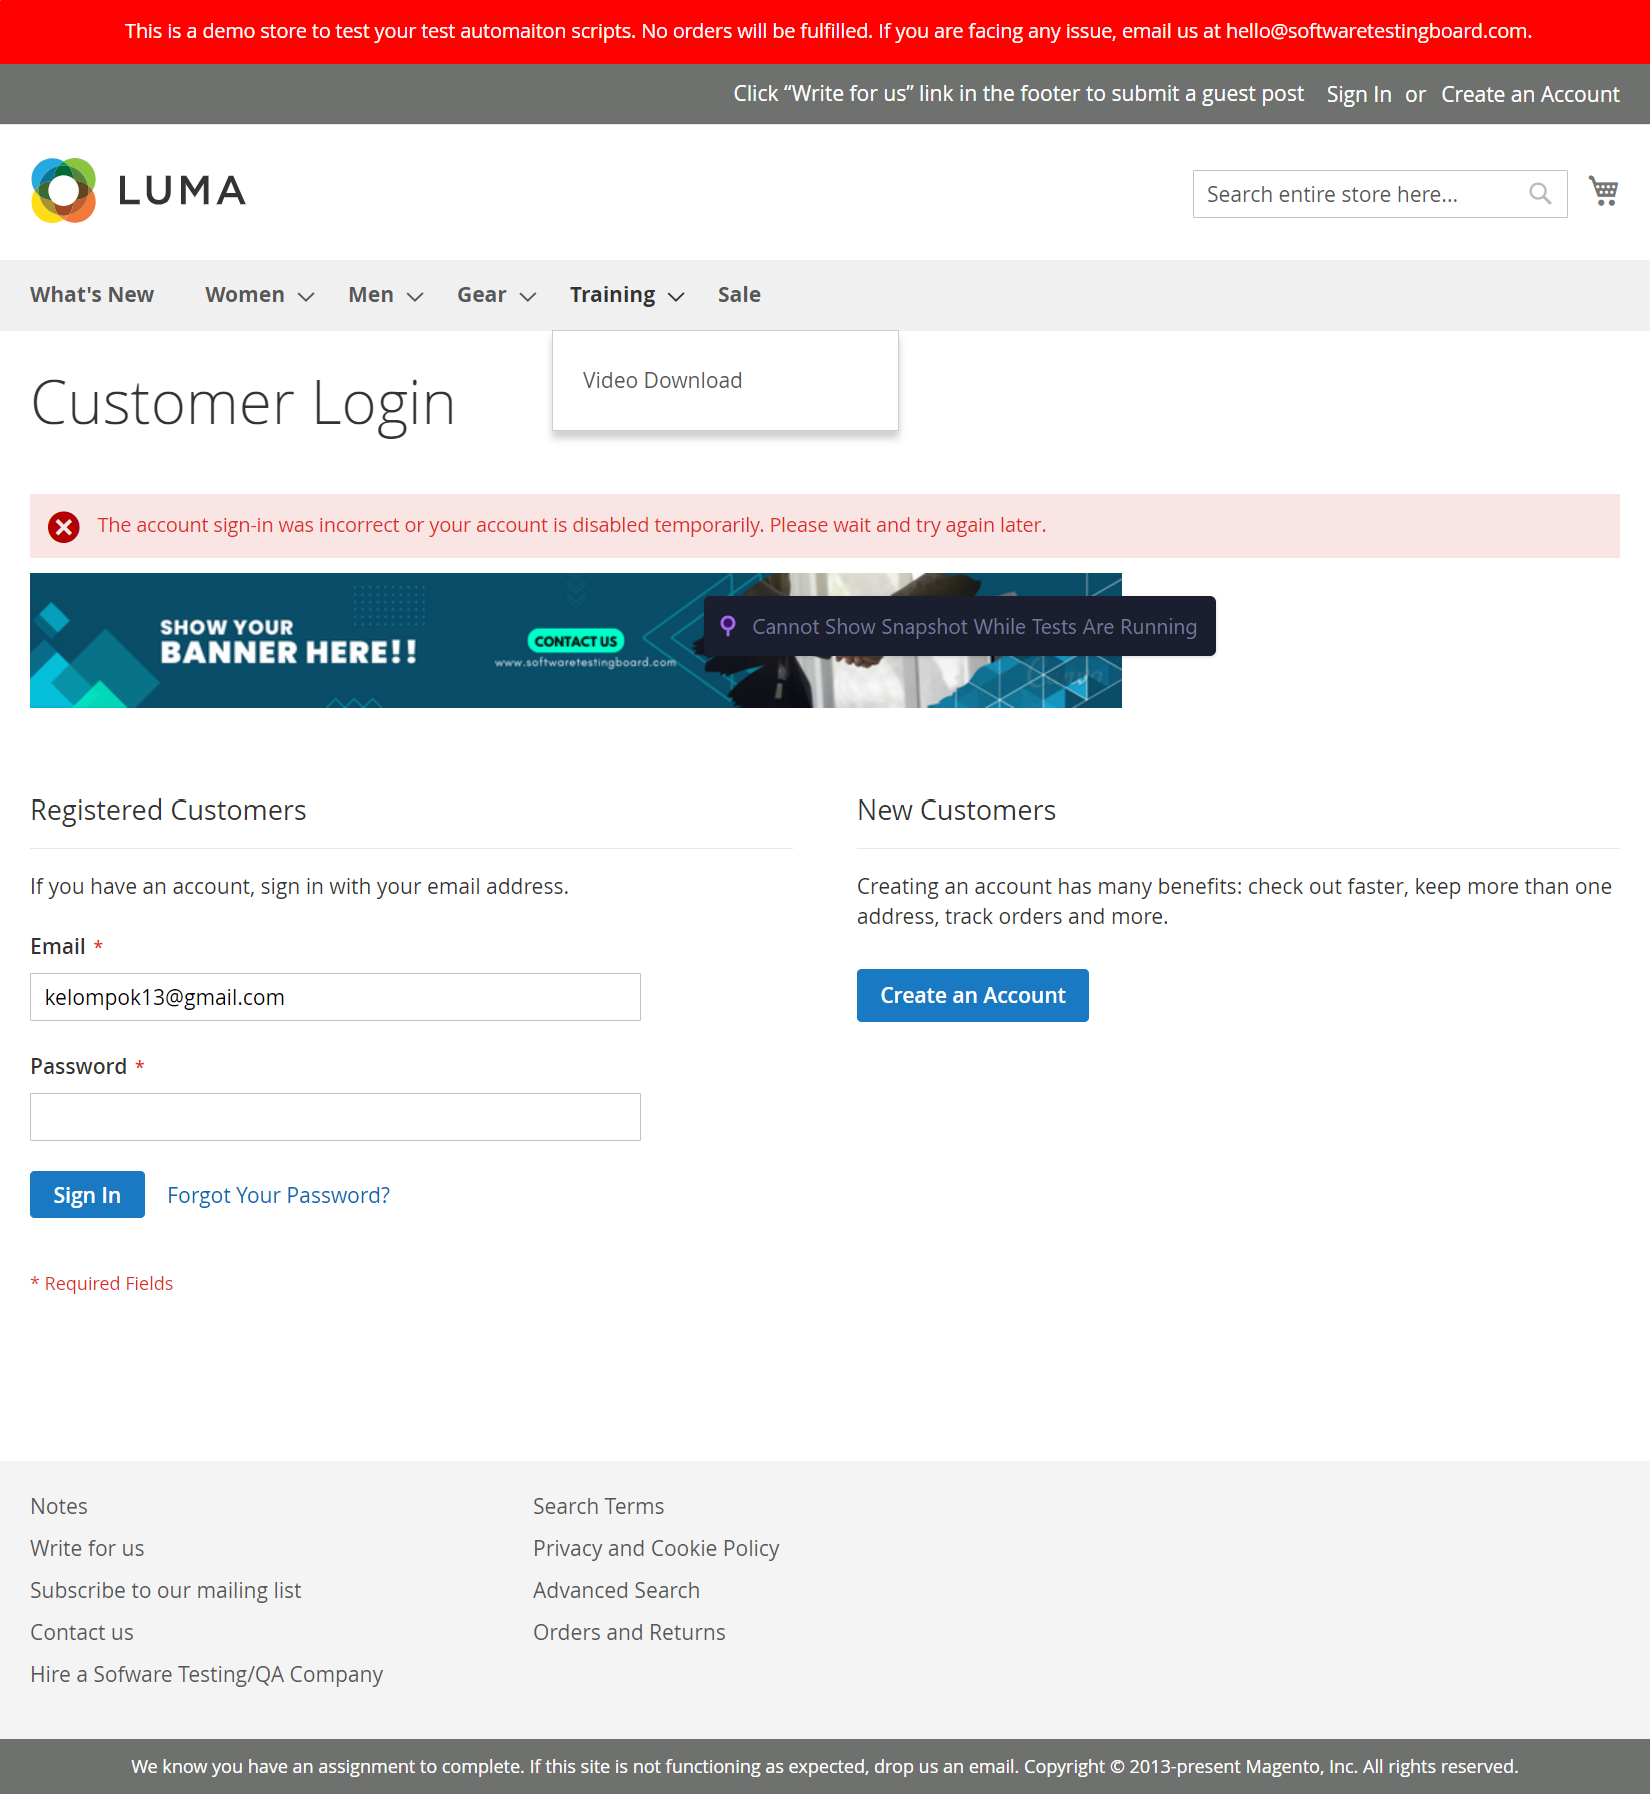 This is a demo store to test your test automaiton scripts. No orders will be fulfilled. If you are facing any issue, email us at hello@softwaretestingboard.com.
Click “Write for us” link in the footer to submit a guest post Sign In or Create an Account
LUMA
Search entire store here...
What's New Women Men Gear Training Sale
Video Download
Customer Login
The account sign-in was incorrect or your account is disabled temporarily. Please wait and try again later.
SHOW YOUR
BANNER HERE!!
CONTACT US
www.softwaretestingboard.com
Cannot Show Snapshot While Tests Are Running
Registered Customers
If you have an account, sign in with your email address.
Email *
kelompok13@gmail.com
Password *
Sign In Forgot Your Password?
* Required Fields
New Customers
Creating an account has many benefits: check out faster, keep more than one
address, track orders and more.
Create an Account
Notes
Write for us
Subscribe to our mailing list
Contact us
Hire a Sofware Testing/QA Company
Search Terms
Privacy and Cookie Policy
Advanced Search
Orders and Returns
We know you have an assignment to complete. If this site is not functioning as expected, drop us an email. Copyright © 2013-present Magento, Inc. All rights reserved.